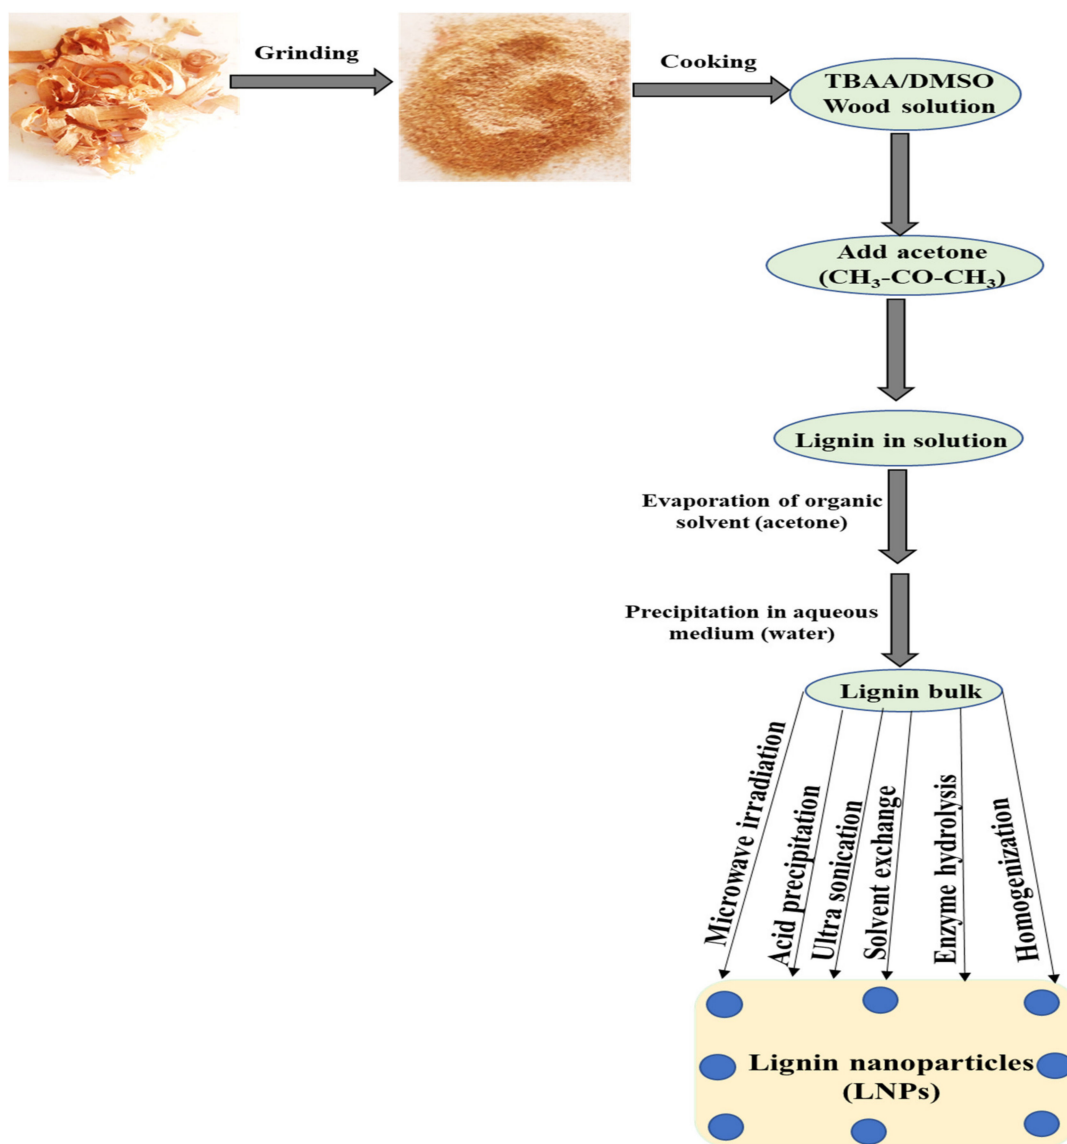 Grinding
Cooking
TBAA/DMSO
Wood solution
Add acetone
(CH₃-CO-CH₃)
Lignin in solution
Evaporation of organic
solvent (acetone)
Precipitation in aqueous
medium (water)
Lignin bulk
Microwave irradiation
Acid precipitation
Ultra sonication
Solvent exchange
Enzyme hydrolysis
Homogenization
Lignin nanoparticles
(LNPs)